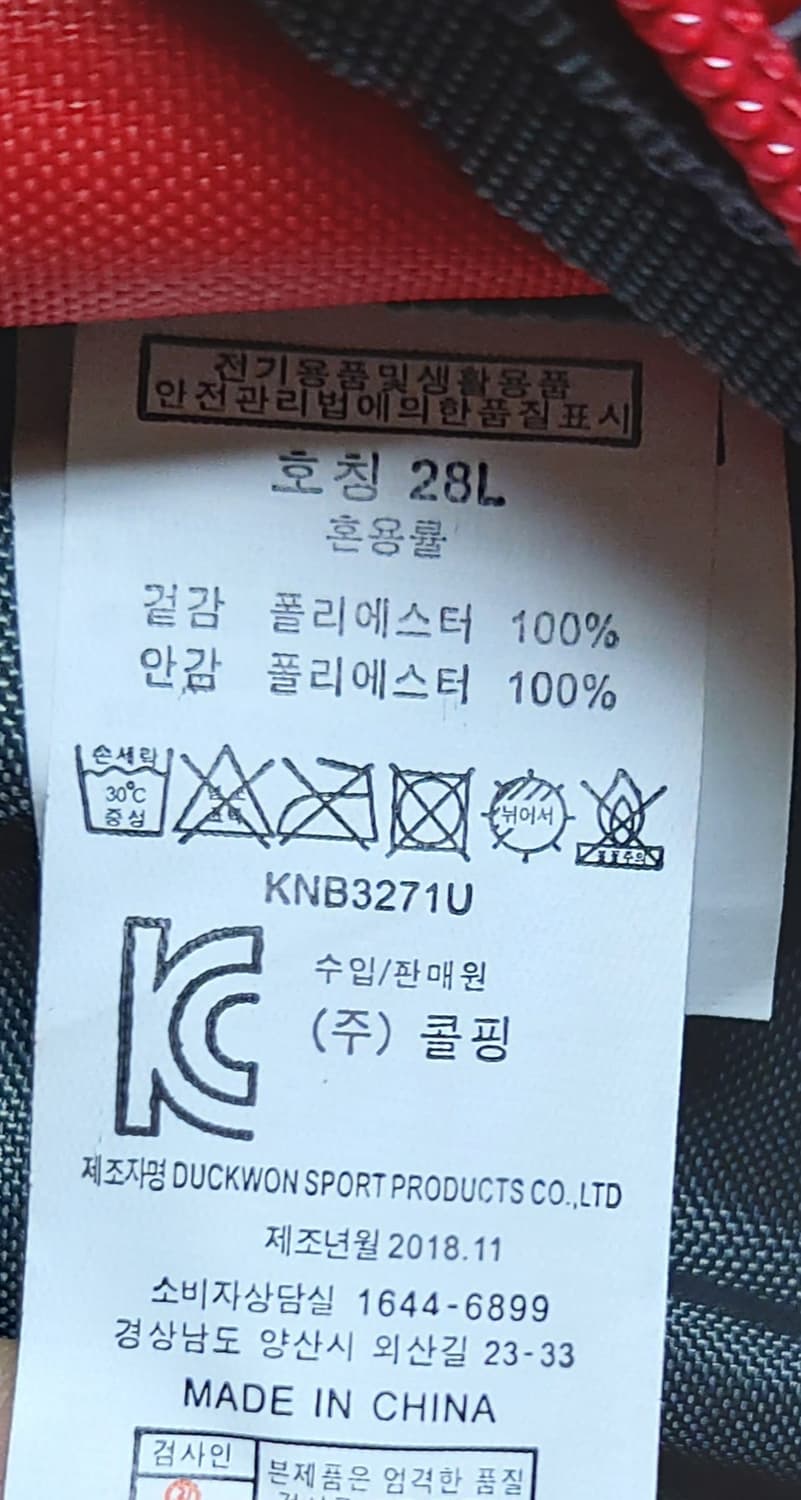 전기용품및생활용품
안전관리법에의한품질표시
호칭 28L
혼용률
겉감 폴리에스터 100%
안감 폴리에스터 100%
손세탁
30℃
중성
뉘어서
KNB3271U
수입/판매원
(주) 콜핑
제조자명 DUCKWON SPORT PRODUCTS CO.,LTD
제조년월 2018.11
소비자상담실 1644-6899
경상남도 양산시 외산길 23-33
MADE IN CHINA
검사인
본제품은 엄격한 품질